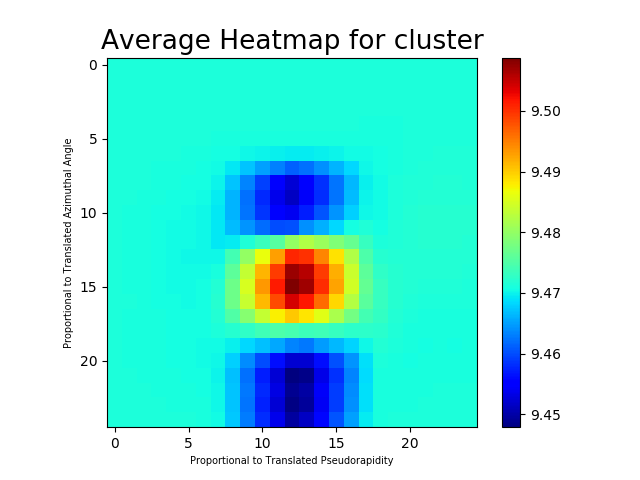 Average Heatmap for cluster
0
5
10
15
20
Proportional to Translated Azimuthal Angle
0 5 10 15 20
Proportional to Translated Pseudorapidity
9.50
9.49
9.48
9.47
9.46
9.45